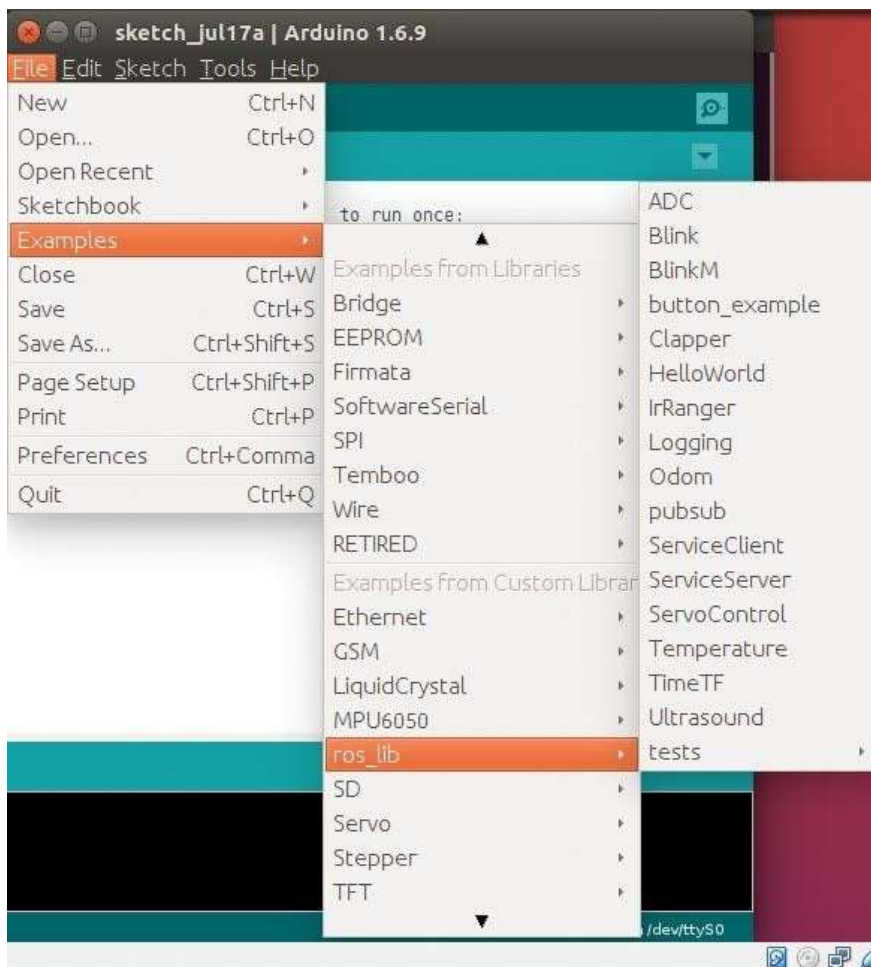 sketch_jul17a | Arduino 1.6.9
File Edit Sketch Tools Help
New Ctrl+N
Open... Ctrl+O
Open Recent
Sketchbook
Examples
Close Ctrl+W
Save Ctrl+S
Save As... Ctrl+Shift+S
Page Setup Ctrl+Shift+P
Print Ctrl+P
Preferences Ctrl+Comma
Quit Ctrl+Q
to run once:
Examples from Libraries
Bridge
EEPROM
Firmata
SoftwareSerial
SPI
Temboo
Wire
RETIRED
Examples from Custom Librar
Ethernet
GSM
LiquidCrystal
MPU6050
ros_lib
SD
Servo
Stepper
TFT
ADC
Blink
BlinkM
button_example
Clapper
HelloWorld
IrRanger
Logging
Odom
pubsub
ServiceClient
ServiceServer
ServoControl
Temperature
TimeTF
Ultrasound
tests
/dev/ttyS0